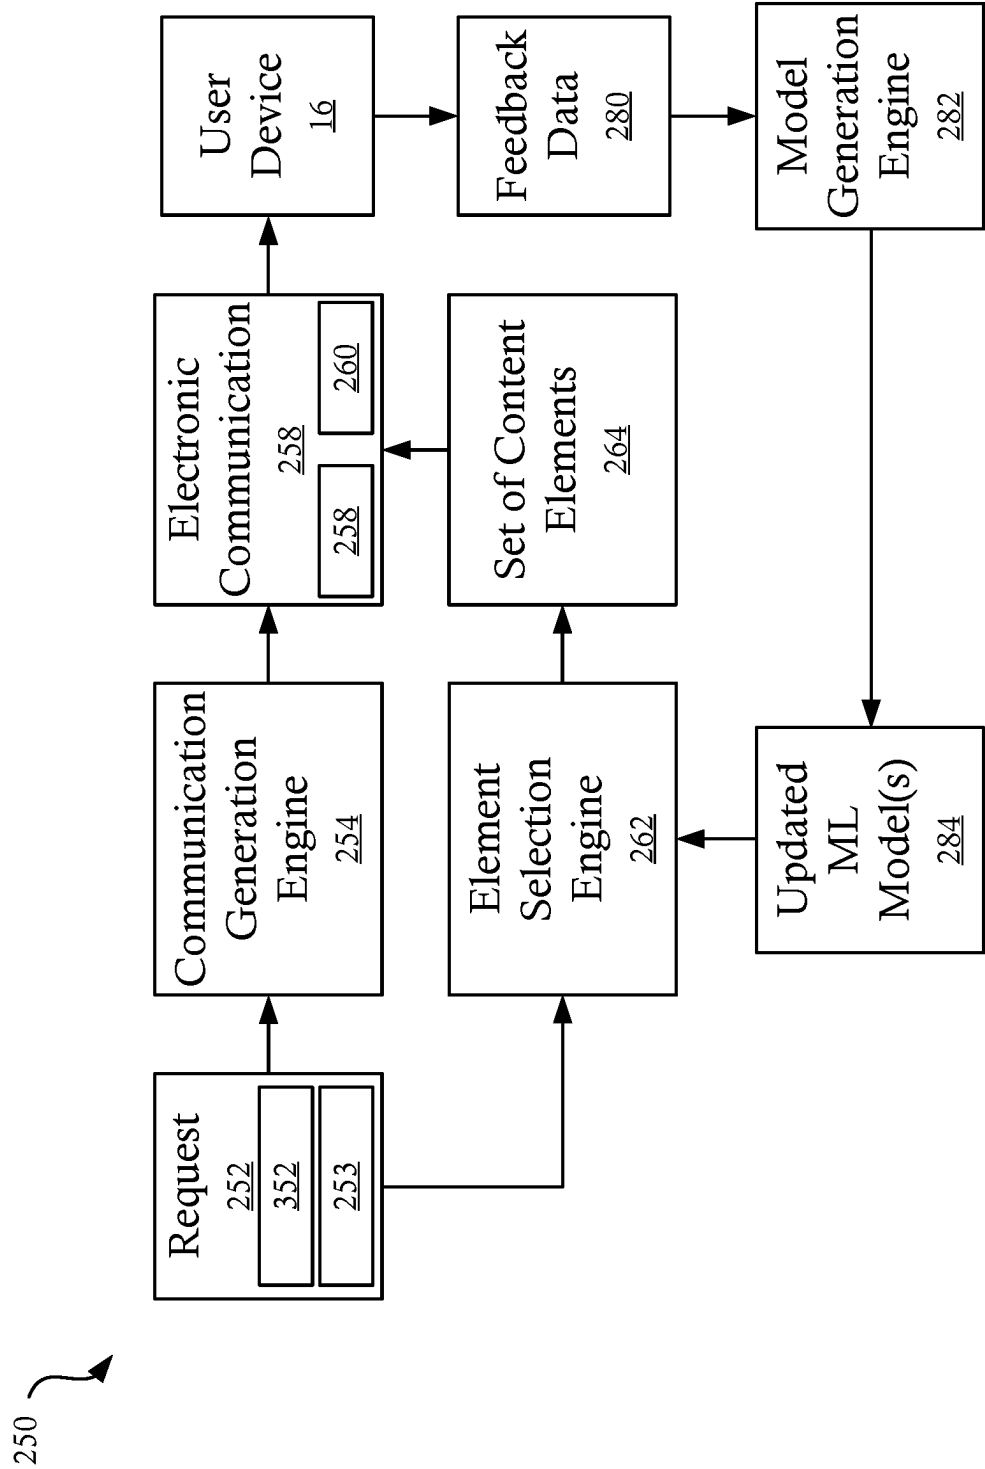 250
Request
252
352
253
Communication
Generation
Engine
254
Electronic
Communication
258
258
260
User
Device
16
Element
Selection
Engine
262
Set of Content
Elements
264
Feedback
Data
280
Updated
ML
Model(s)
284
Model
Generation
Engine
282